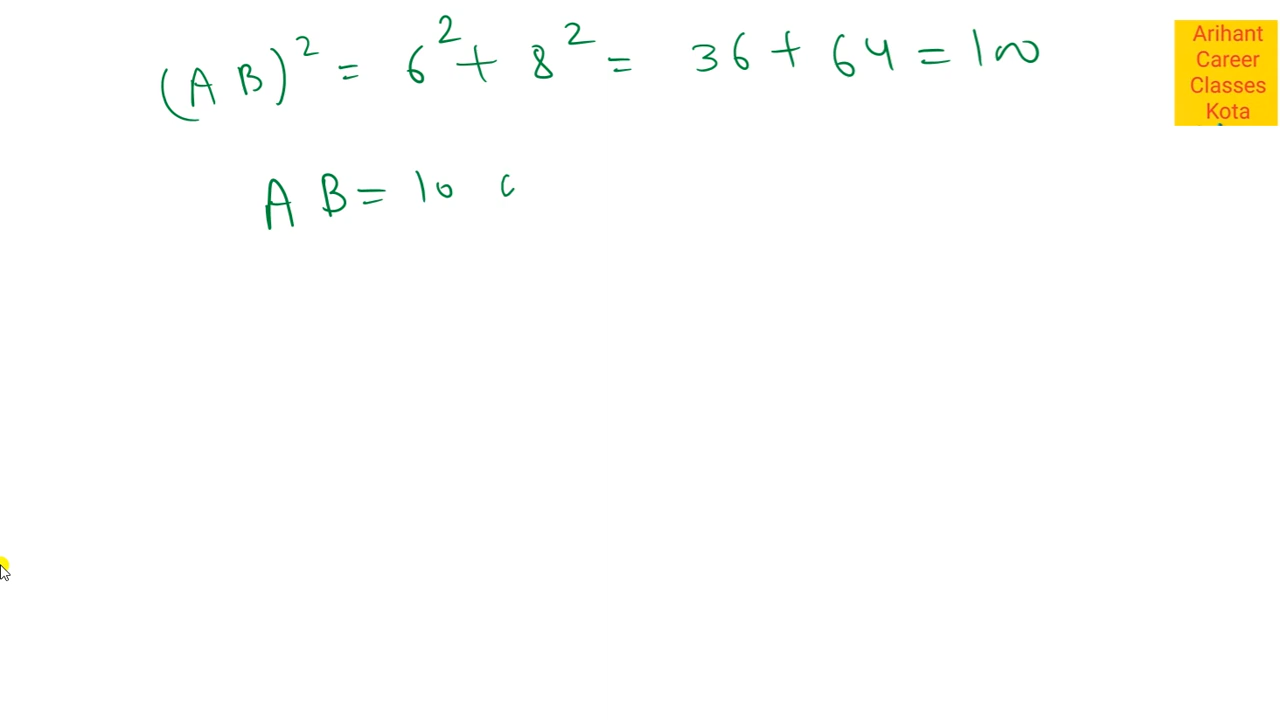 (AB)² = 6² + 8² = 36 + 64 = 100
AB = 10 c
Arihant
Career
Classes
Kota